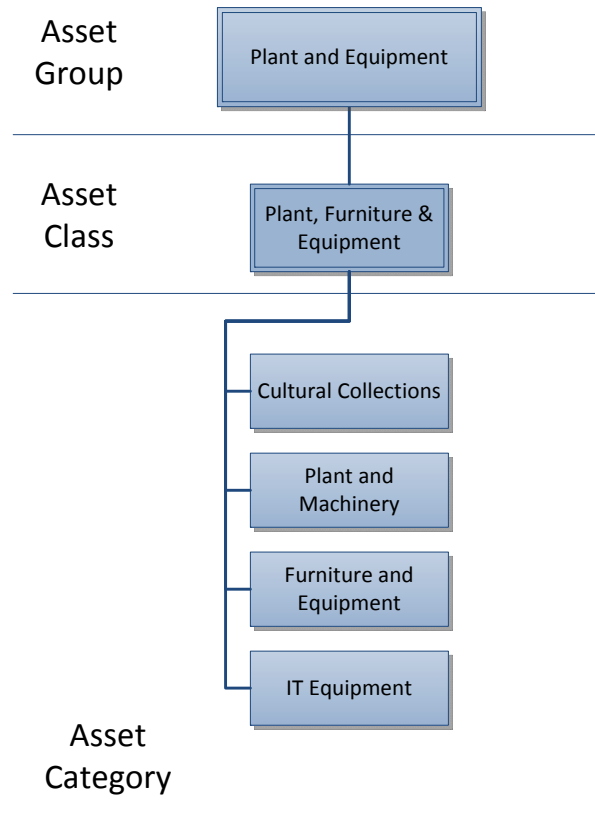 Asset
Group
Plant and Equipment
Asset
Class
Plant, Furniture &
Equipment
Cultural Collections
Plant and
Machinery
Furniture and
Equipment
IT Equipment
Asset
Category